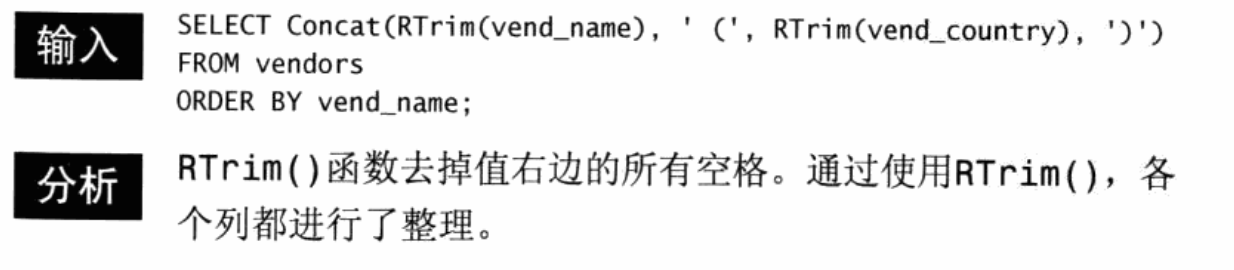 输入
SELECT Concat(RTrim(vend_name), ' (', RTrim(vend_country), ')')
FROM vendors
ORDER BY vend_name;
分析
RTrim()函数去掉值右边的所有空格。通过使用RTrim()，各
个列都进行了整理。